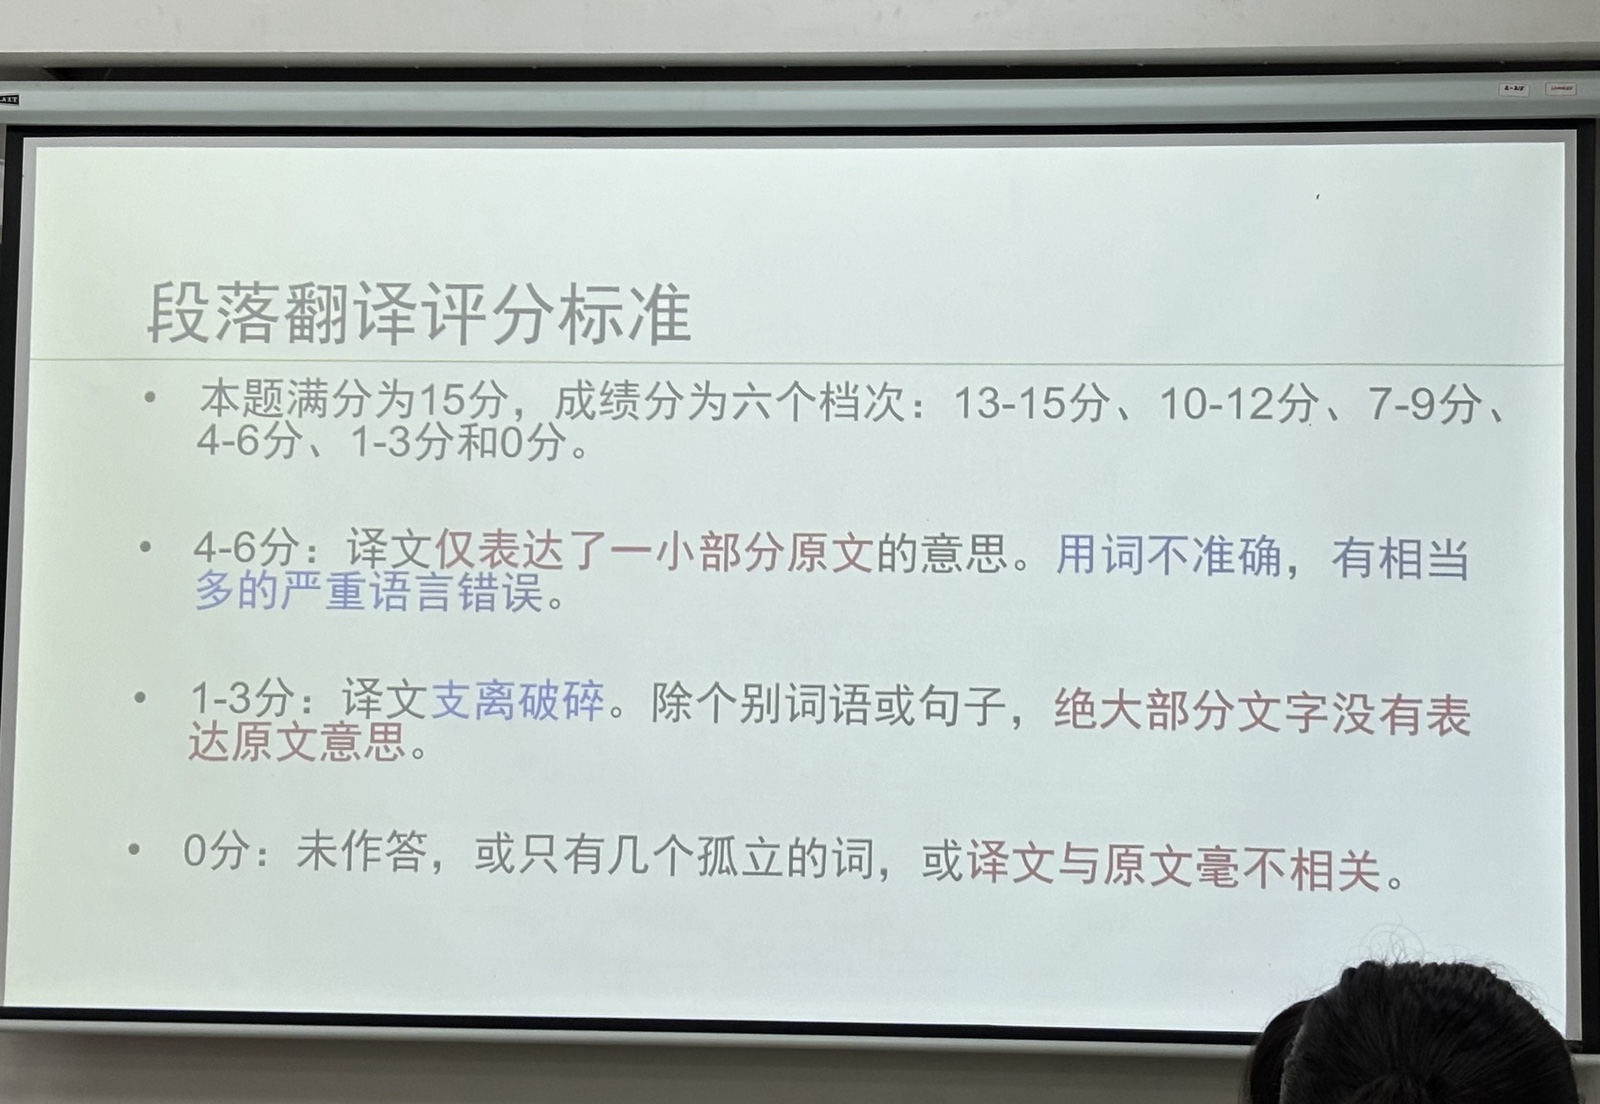 段落翻译评分标准
• 本题满分为15分，成绩分为六个档次：13-15分、10-12分、7-9分、
4-6分、1-3分和0分。
• 4-6分：译文仅表达了一小部分原文的意思。用词不准确，有相当
多的严重语言错误。
• 1-3分：译文支离破碎。除个别词语或句子，绝大部分文字没有表
达原文意思。
• 0分：未作答，或只有几个孤立的词，或译文与原文毫不相关。